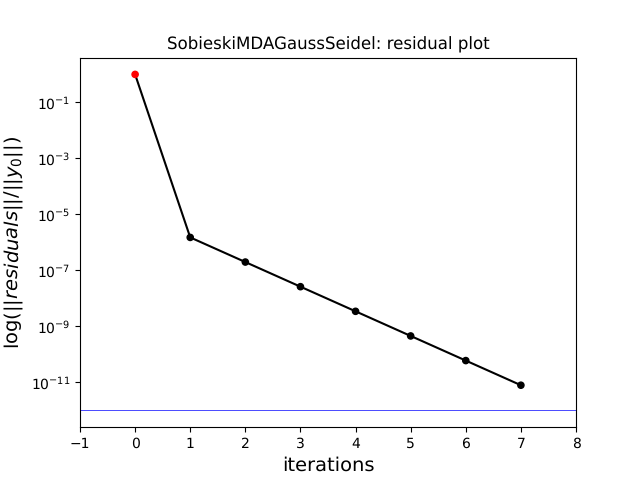 SobieskiMDAGaussSeidel: residual plot
log(||residuals||/||y₀||)
10⁻¹
10⁻³
10⁻⁵
10⁻⁷
10⁻⁹
10⁻¹¹
−1 0 1 2 3 4 5 6 7 8
iterations